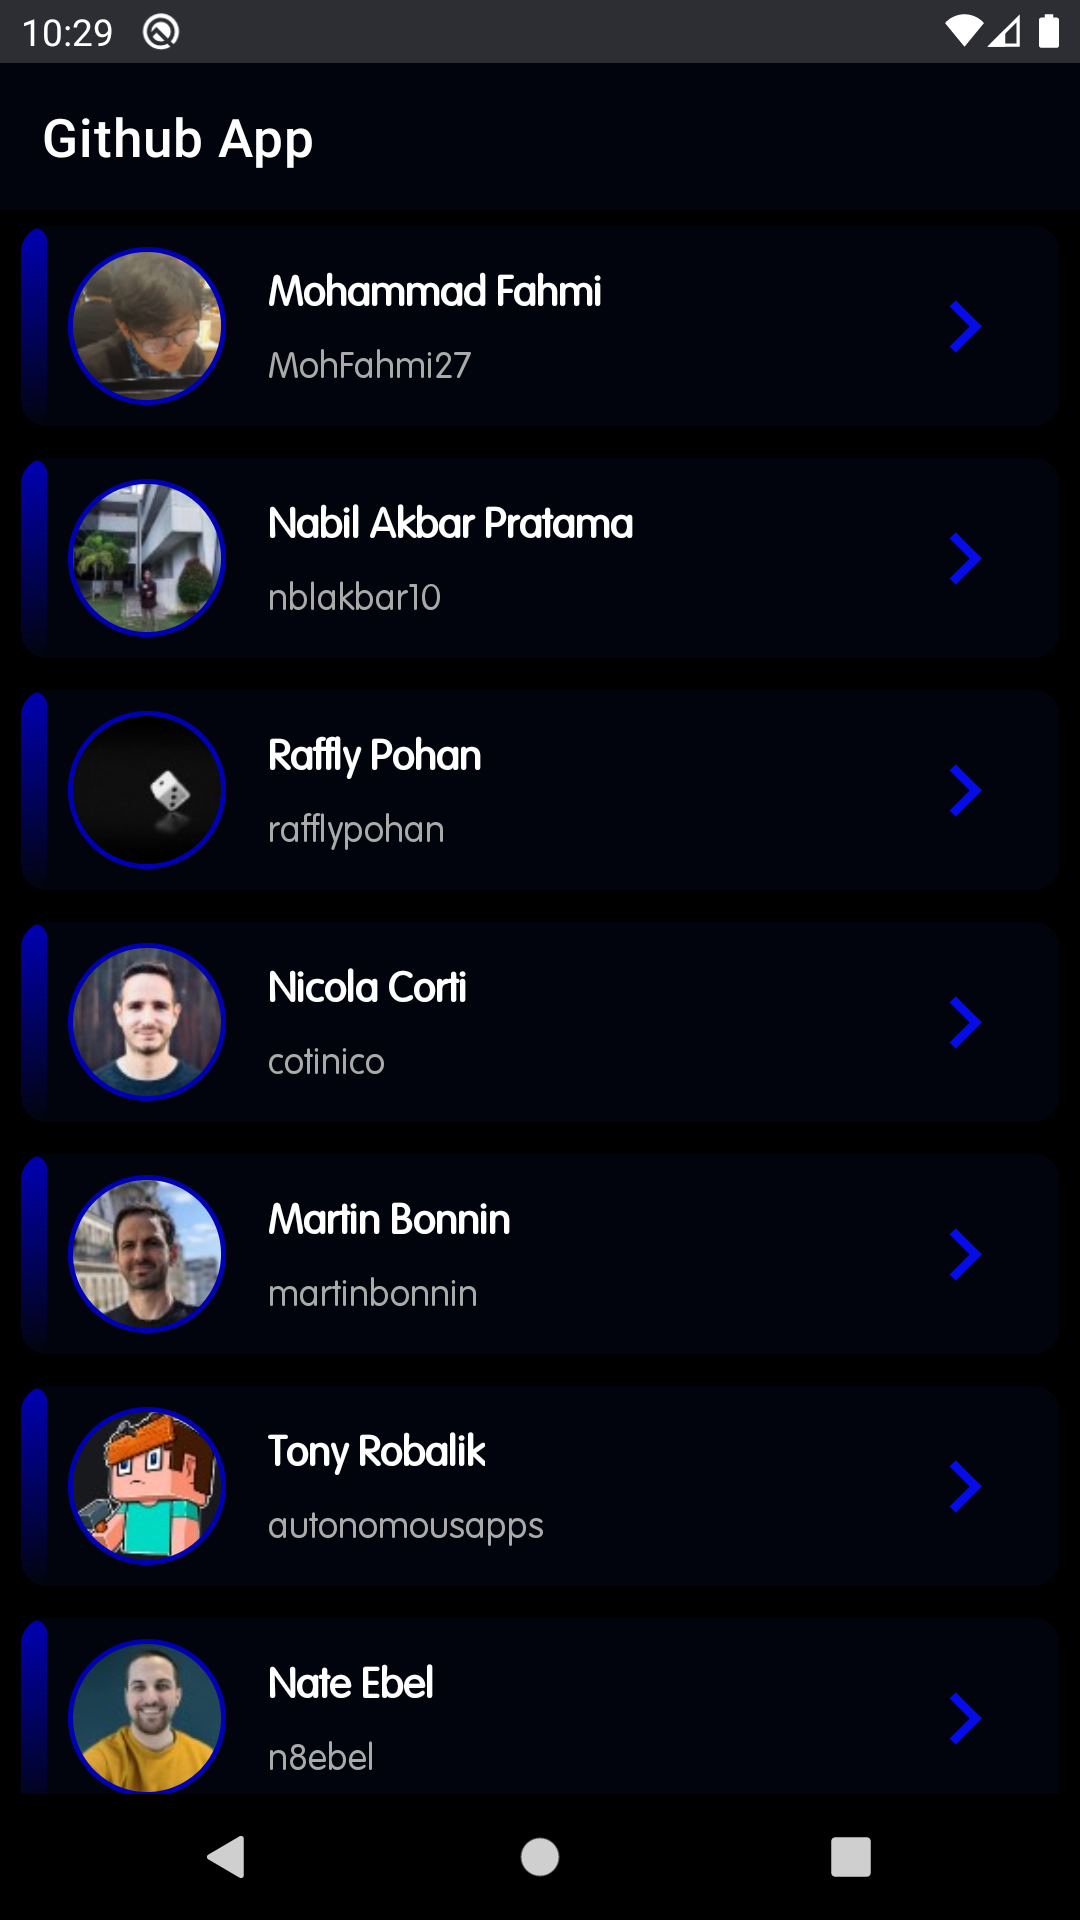 10:29
Github App
Mohammad Fahmi
MohFahmi27
Nabil Akbar Pratama
nblakbar10
Raffly Pohan
rafflypohan
Nicola Corti
cotinico
Martin Bonnin
martinbonnin
Tony Robalik
autonomousapps
Nate Ebel
n8ebel